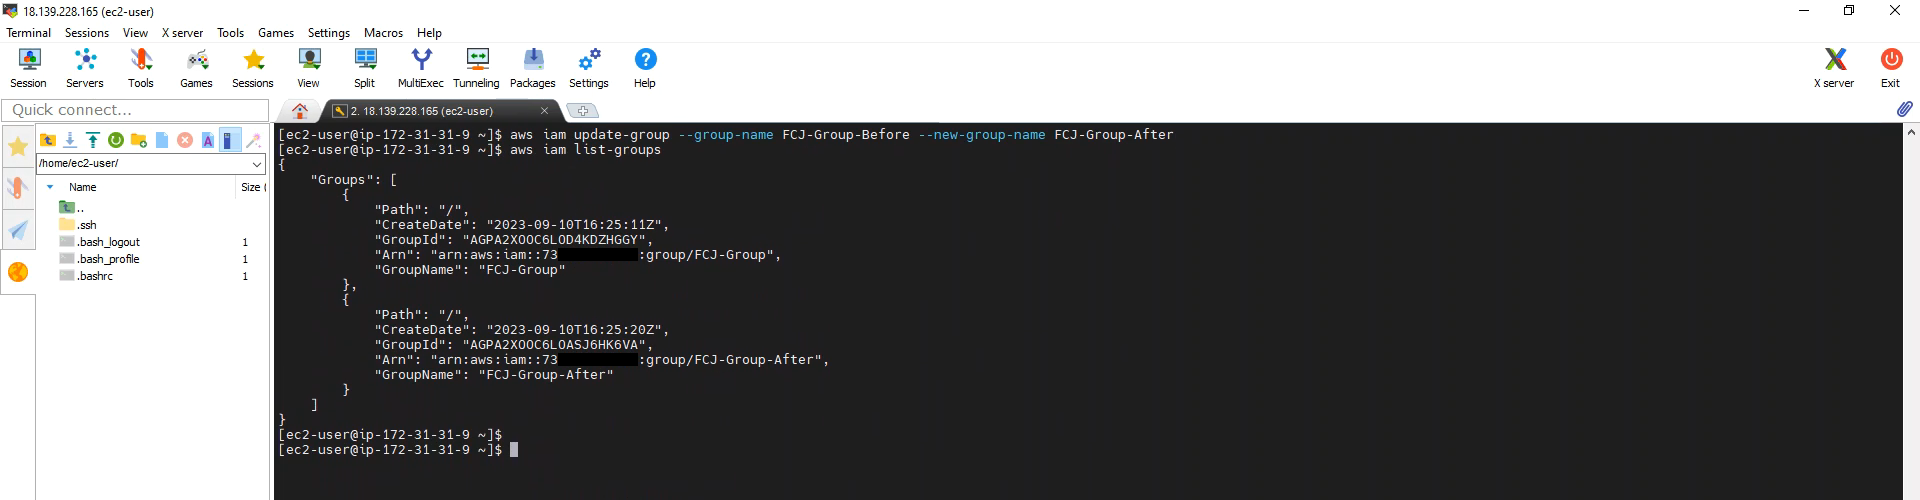 18.139.228.165 (ec2-user)
Terminal Sessions View X server Tools Games Settings Macros Help
Session Servers Tools Games Sessions View Split MultiExec Tunneling Packages Settings Help X server Exit
Quick connect...
2. 18.139.228.165 (ec2-user)
/home/ec2-user/
Name Size (
..
.ssh
.bash_logout 1
.bash_profile 1
.bashrc 1
[ec2-user@ip-172-31-31-9 ~]$ aws iam update-group --group-name FCJ-Group-Before --new-group-name FCJ-Group-After
[ec2-user@ip-172-31-31-9 ~]$ aws iam list-groups
{
"Groups": [
{
"Path": "/",
"CreateDate": "2023-09-10T16:25:11Z",
"GroupId": "AGPA2XOOC6LOD4KDZHGGY",
"Arn": "arn:aws:iam::73 :group/FCJ-Group",
"GroupName": "FCJ-Group"
},
{
"Path": "/",
"CreateDate": "2023-09-10T16:25:20Z",
"GroupId": "AGPA2XOOC6LOASJ6HK6VA",
"Arn": "arn:aws:iam::73 :group/FCJ-Group-After",
"GroupName": "FCJ-Group-After"
}
]
}
[ec2-user@ip-172-31-31-9 ~]$
[ec2-user@ip-172-31-31-9 ~]$